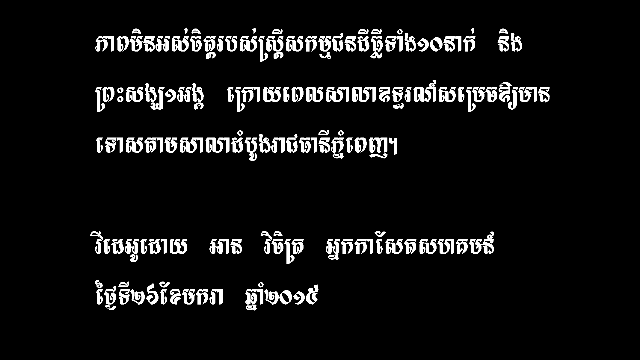 ភាពមិនអស់ចិត្តរបស់ស្ត្រីសកម្មជនដីធ្លីទាំង១០នាក់ និង
ព្រះសង្ឃ១អង្គ ក្រោយពេលសាលាឧទ្ធរណ៍សម្រេចឱ្យមាន
ទោសតាមសាលាដំបូងរាជធានីភ្នំពេញ។
វីដេអូដោយ អាន វិចិត្រ អ្នកកាសែតសហគមន៍
ថ្ងៃទី២៦ខែមករា ឆ្នាំ២០១៥